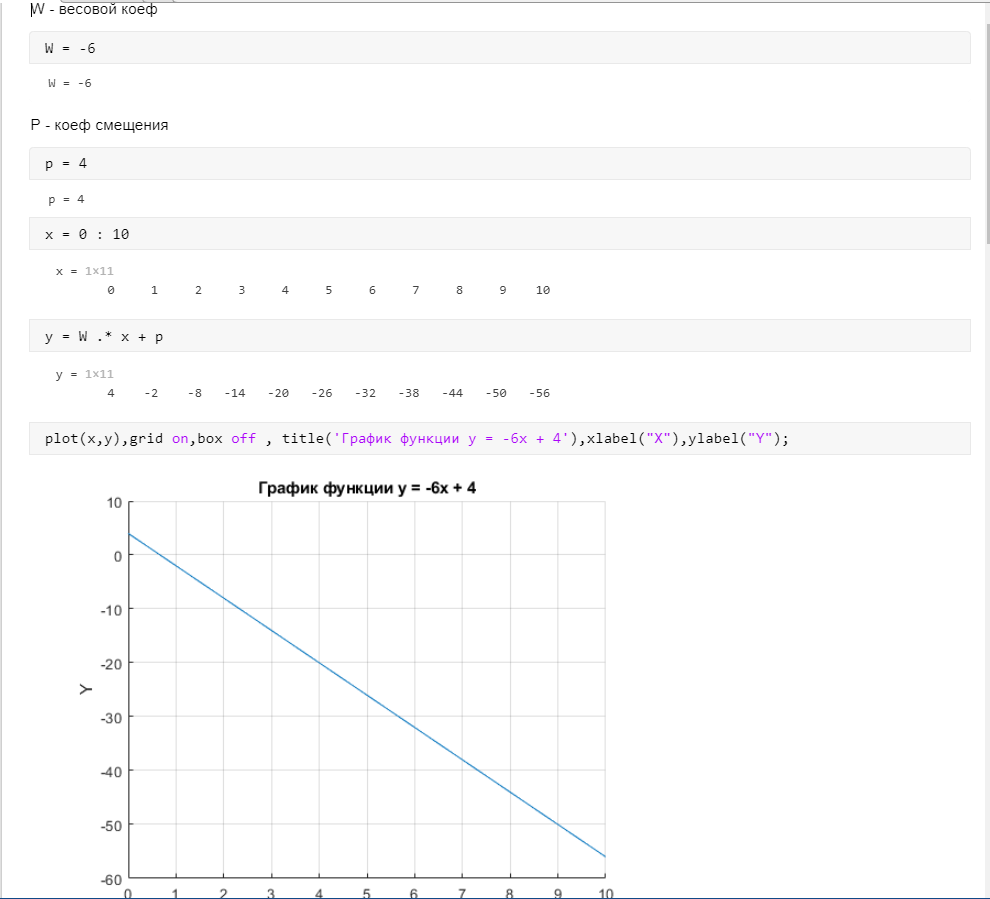 W - весовой коеф
W = -6
W = -6
P - коеф смещения
p = 4
p = 4
x = 0 : 10
x = 1×11
0 1 2 3 4 5 6 7 8 9 10
y = W .* x + p
y = 1×11
4 -2 -8 -14 -20 -26 -32 -38 -44 -50 -56
plot(x,y),grid on,box off , title('График функции y = -6x + 4'),xlabel("X"),ylabel("Y");
График функции y = -6x + 4
10
0
-10
-20
Y
-30
-40
-50
-60
0 1 2 3 4 5 6 7 8 9 10